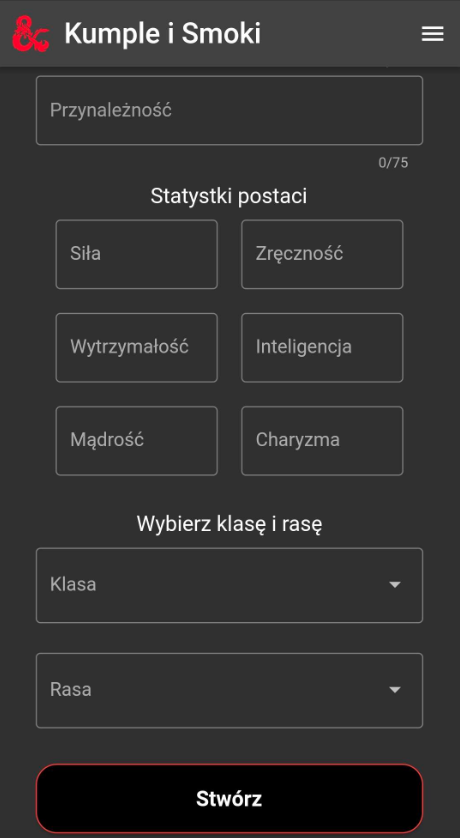 Kumple i Smoki
Przynależność
0/75
Statystki postaci
Siła
Zręczność
Wytrzymałość
Inteligencja
Mądrość
Charyzma
Wybierz klasę i rasę
Klasa
Rasa
Stwórz